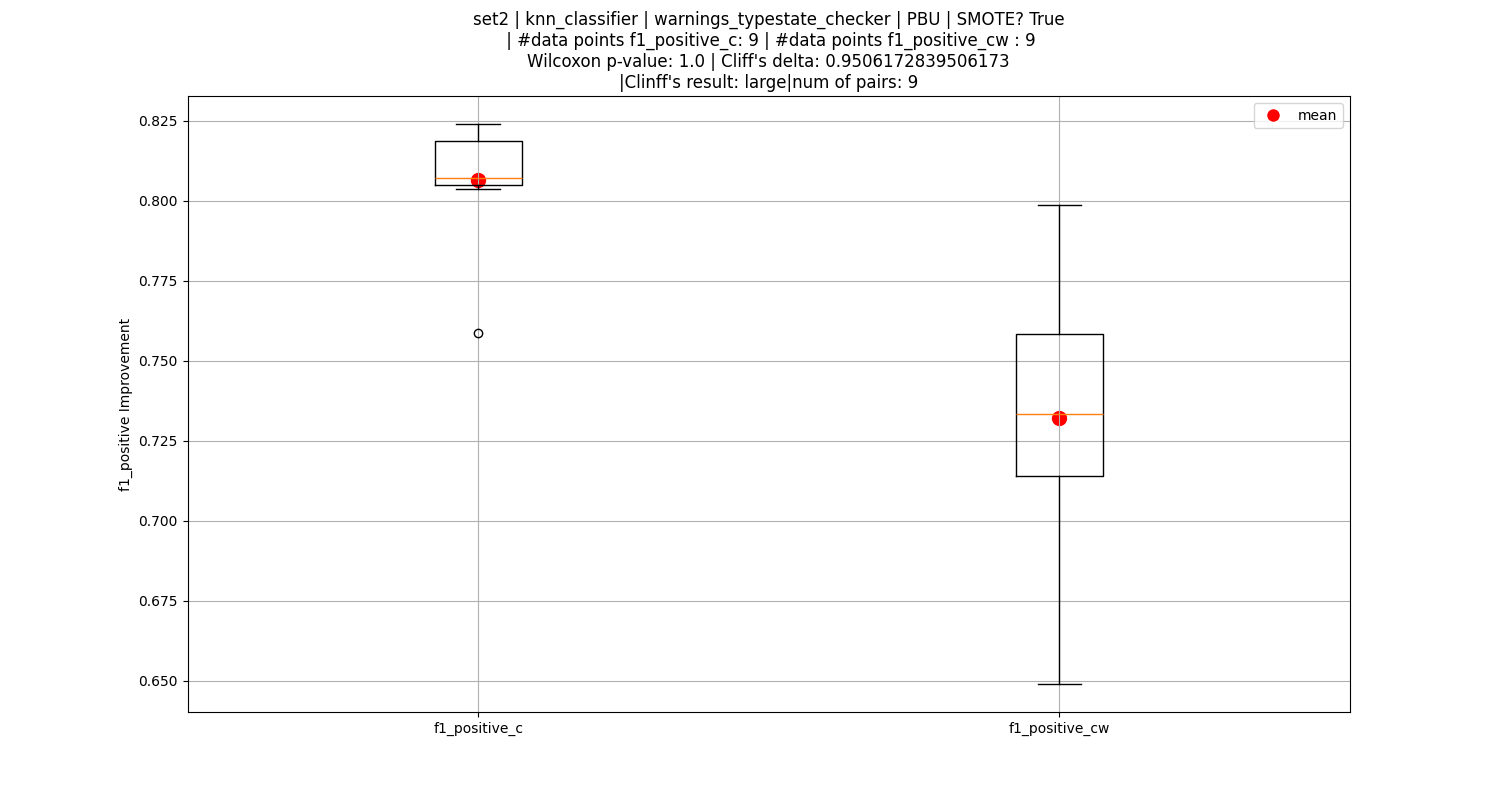 set2 | knn_classifier | warnings_typestate_checker | PBU | SMOTE? True
| #data points f1_positive_c: 9 | #data points f1_positive_cw : 9
Wilcoxon p-value: 1.0 | Cliff's delta: 0.9506172839506173
|Clinff's result: large|num of pairs: 9
mean
0.825
0.800
0.775
0.750
0.725
0.700
0.675
0.650
f1_positive Improvement
f1_positive_c
f1_positive_cw